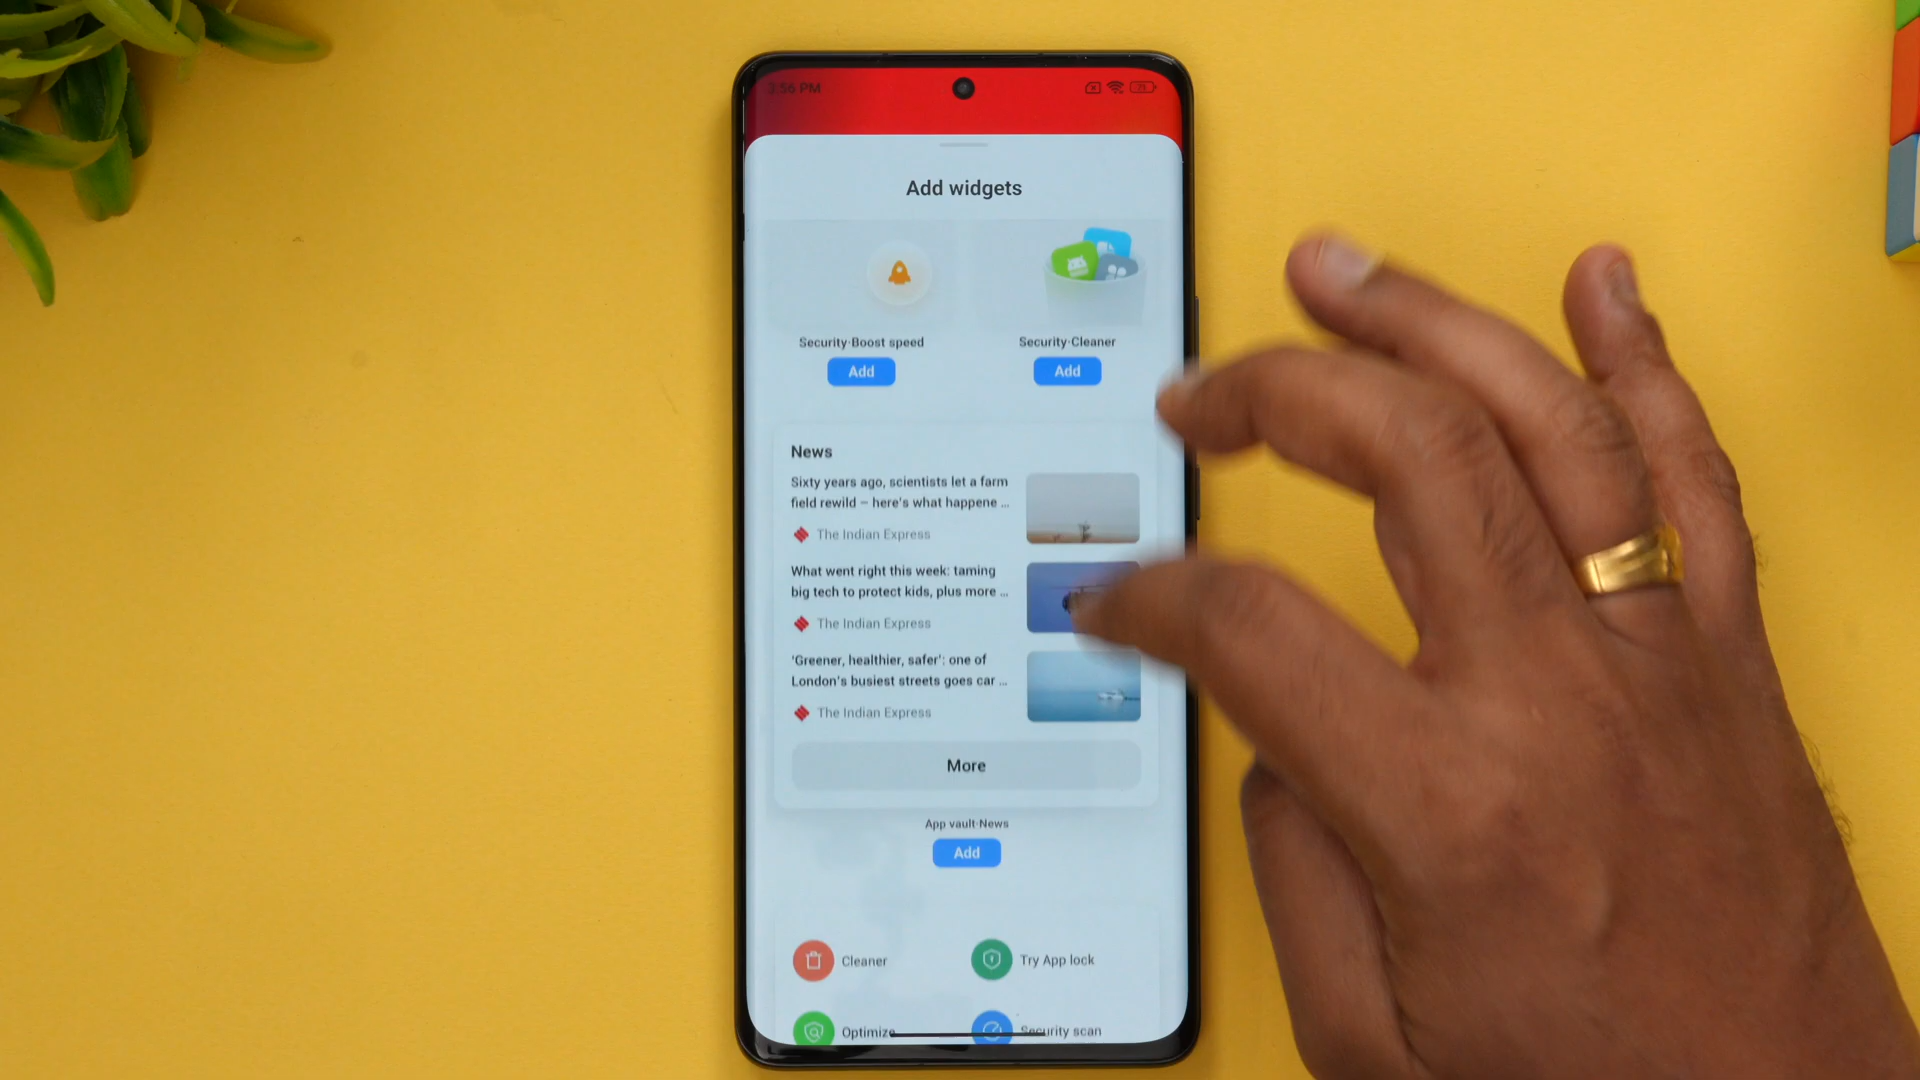 3:56 PM
Add widgets
Security·Boost speed
Security·Cleaner
Add
Add
News
Sixty years ago, scientists let a farm
field rewild – here's what happene ...
The Indian Express
What went right this week: taming
big tech to protect kids, plus more ...
The Indian Express
'Greener, healthier, safer': one of
London's busiest streets goes car ...
The Indian Express
More
App vault·News
Add
Cleaner
Try App lock
Optimize
Security scan